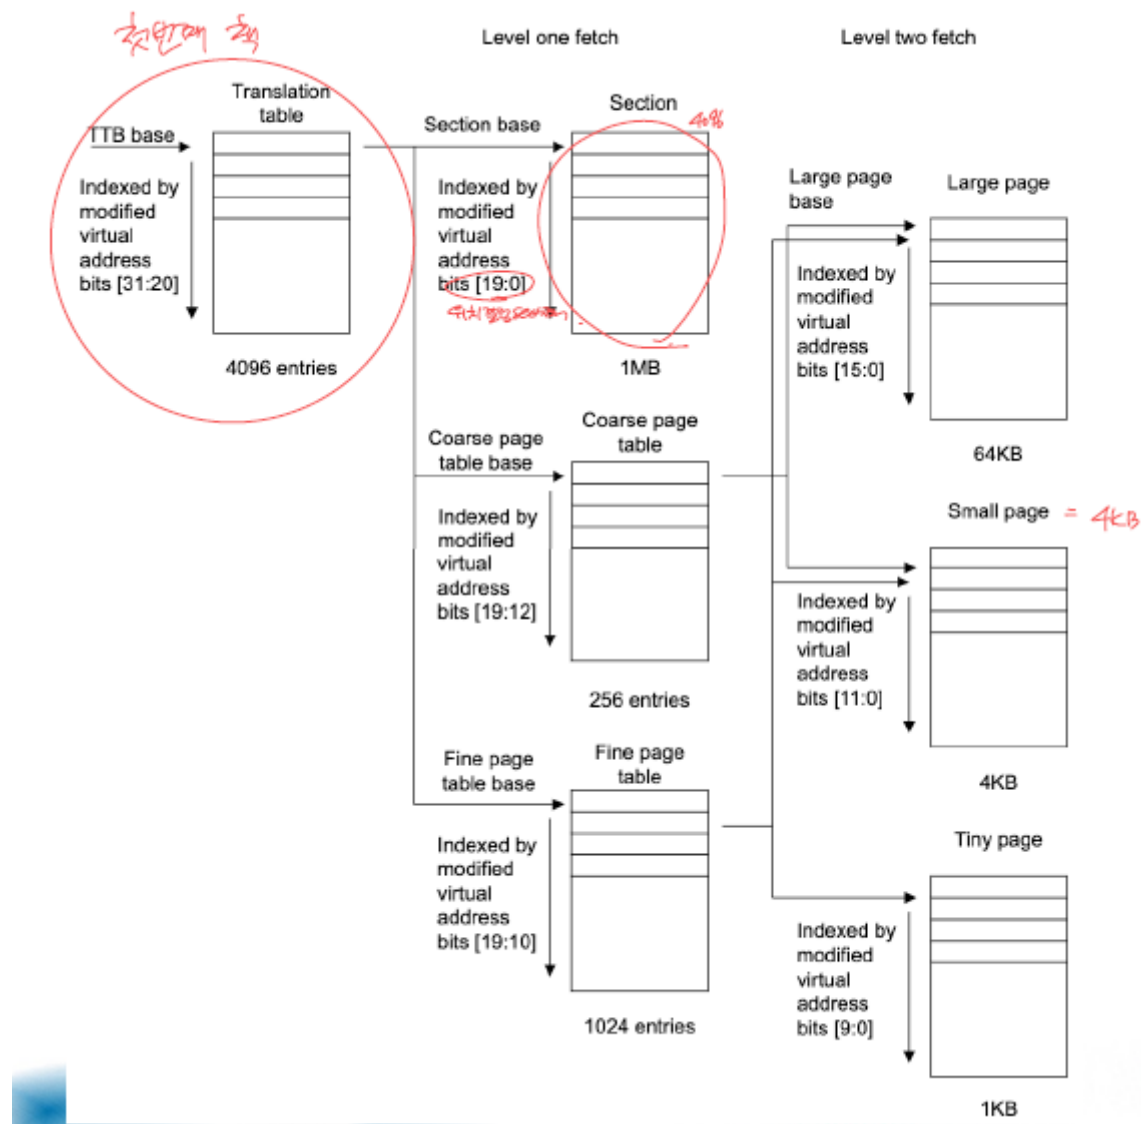 첫번째 핵
Level one fetch
Level two fetch
Translation
table
TTB base
Indexed by
modified
virtual
address
bits [31:20]
4096 entries
Section base
Section
Indexed by
modified
virtual
address
bits [19:0]
1MB
Coarse page
table base
Coarse page
table
Indexed by
modified
virtual
address
bits [19:12]
256 entries
Fine page
table base
Fine page
table
Indexed by
modified
virtual
address
bits [19:10]
1024 entries
Large page
base
Large page
Indexed by
modified
virtual
address
bits [15:0]
64KB
Small page = 4KB
Indexed by
modified
virtual
address
bits [11:0]
4KB
Tiny page
Indexed by
modified
virtual
address
bits [9:0]
1KB